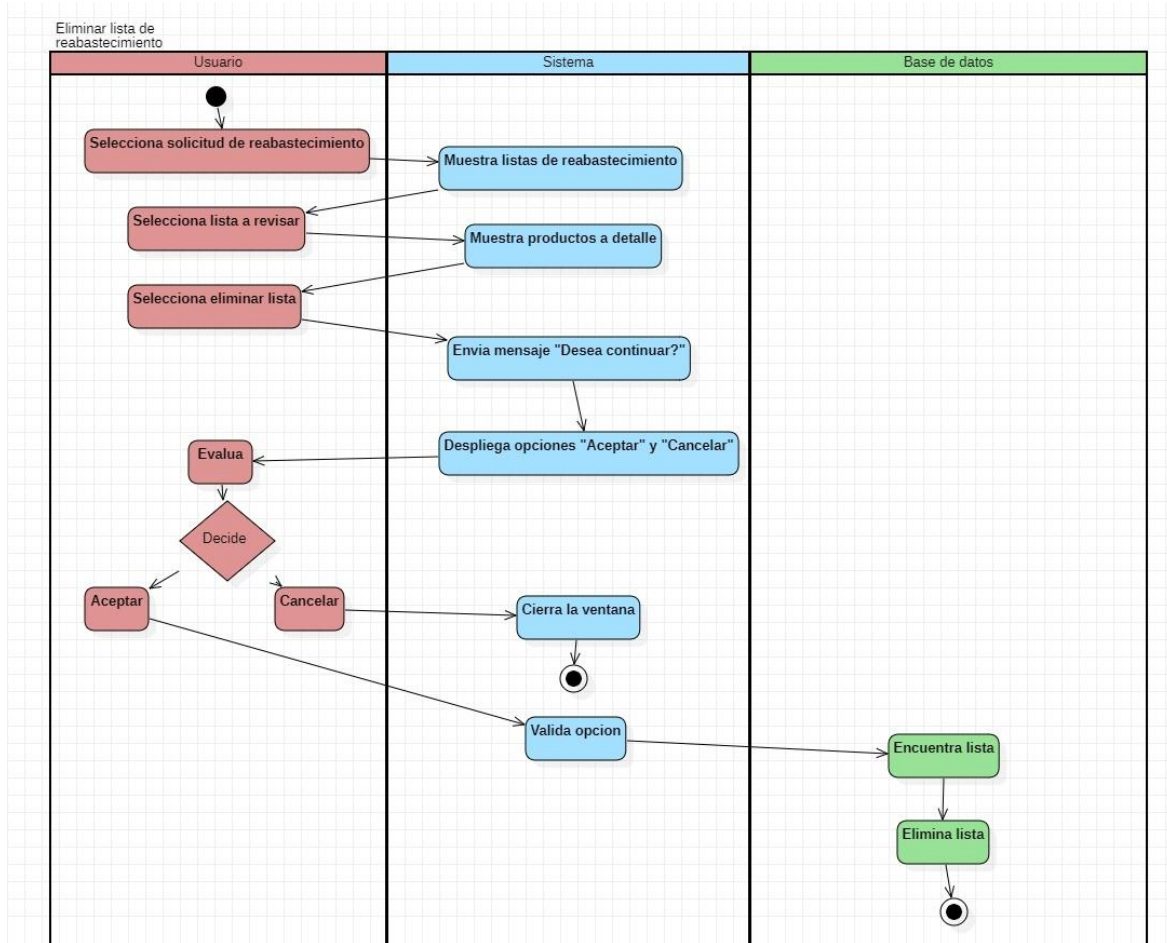 Eliminar lista de
reabastecimiento
Usuario
Sistema
Base de datos
Selecciona solicitud de reabastecimiento
Muestra listas de reabastecimiento
Selecciona lista a revisar
Muestra productos a detalle
Selecciona eliminar lista
Envia mensaje "Desea continuar?"
Despliega opciones "Aceptar" y "Cancelar"
Evalua
Decide
Aceptar
Cancelar
Cierra la ventana
Valida opcion
Encuentra lista
Elimina lista